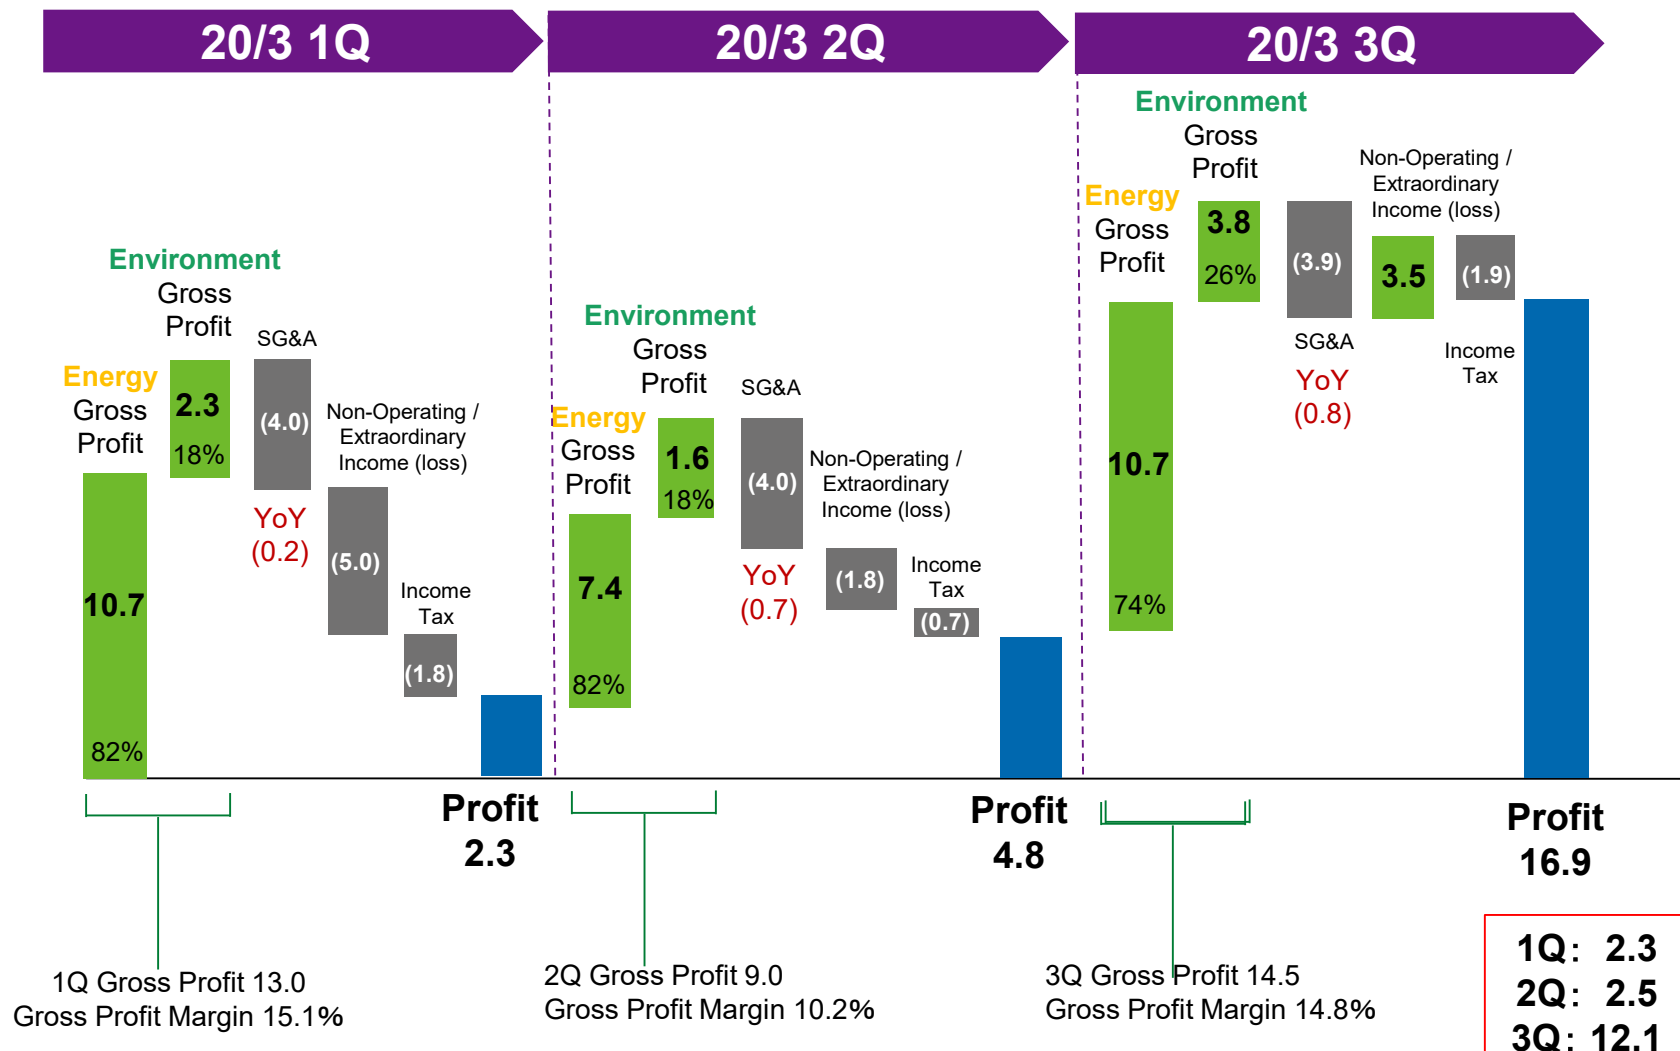 20/3 1Q
20/3 2Q
20/3 3Q
Environment
Gross
Profit
Energy
Gross
Profit
2.3
18%
SG&A
(4.0)
YoY
(0.2)
Non-Operating /
Extraordinary
Income (loss)
(5.0)
Income
Tax
(1.8)
10.7
82%
Profit
2.3
1Q Gross Profit 13.0
Gross Profit Margin 15.1%
Environment
Gross
Profit
Energy
Gross
Profit
1.6
18%
SG&A
(4.0)
YoY
(0.7)
Non-Operating /
Extraordinary
Income (loss)
(1.8)
Income
Tax
(0.7)
7.4
82%
Profit
4.8
2Q Gross Profit 9.0
Gross Profit Margin 10.2%
Environment
Gross
Profit
Energy
Gross
Profit
3.8
26%
(3.9)
SG&A
YoY
(0.8)
Non-Operating /
Extraordinary
Income (loss)
3.5
(1.9)
Income
Tax
10.7
74%
Profit
16.9
3Q Gross Profit 14.5
Gross Profit Margin 14.8%
1Q: 2.3
2Q: 2.5
3Q: 12.1